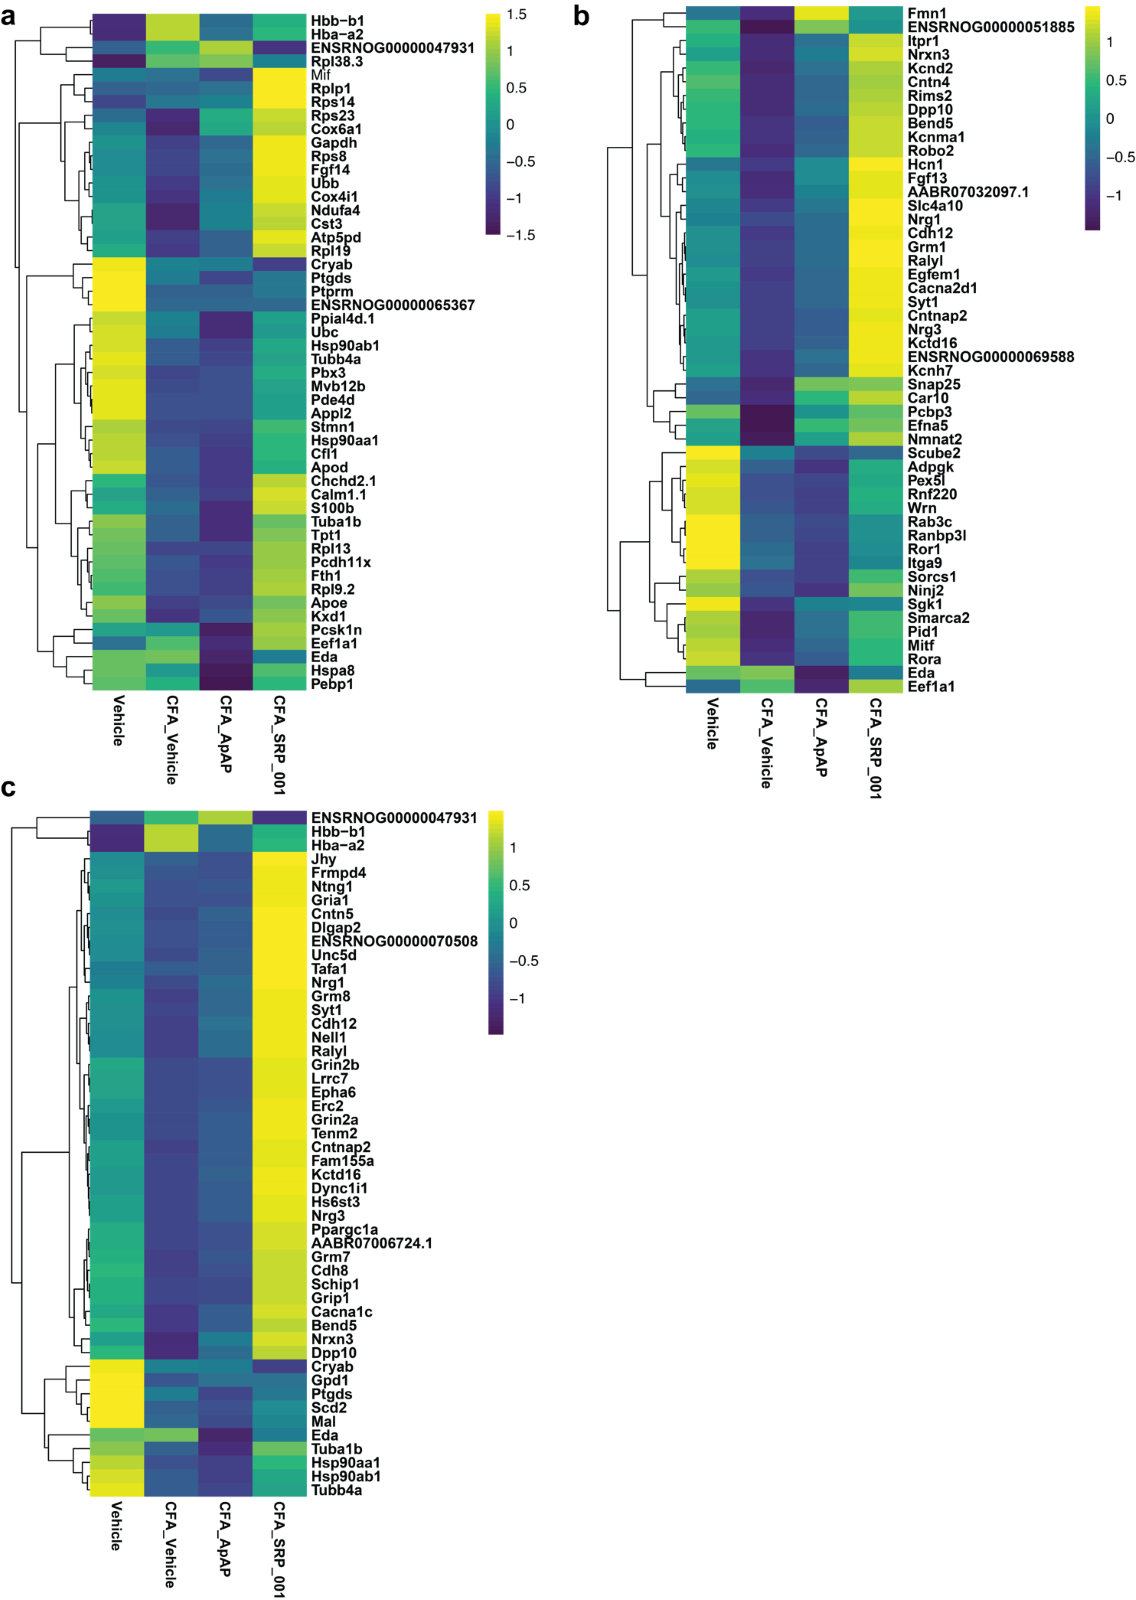 a
Hbb−b1
Hba−a2
ENSRNOG00000047931
Rpl38.3
Mif
Rplp1
Rps14
Rps23
Cox6a1
Gapdh
Rps8
Fgf14
Ubb
Cox4i1
Ndufa4
Cst3
Atp5pd
Rpl19
Cryab
Ptgds
Ptprm
ENSRNOG00000065367
Ppial4d.1
Ubc
Hsp90ab1
Tubb4a
Pbx3
Mvb12b
Pde4d
Appl2
Stmn1
Hsp90aa1
Cfl1
Apod
Chchd2.1
Calm1.1
S100b
Tuba1b
Tpt1
Rpl13
Pcdh11x
Fth1
Rpl9.2
Apoe
Kxd1
Pcsk1n
Eef1a1
Eda
Hspa8
Pebp1
1.5
1
0.5
0
−0.5
−1
−1.5
Vehicle
CFA_Vehicle
CFA_ApAP
CFA_SRP_001
b
Fmn1
ENSRNOG00000051885
Itpr1
Nrxn3
Kcnd2
Cntn4
Rims2
Dpp10
Bend5
Kcnma1
Robo2
Hcn1
Fgf13
AABR07032097.1
Slc4a10
Nrg1
Cdh12
Grm1
Ralyl
Egfem1
Cacna2d1
Syt1
Cntnap2
Nrg3
Kctd16
ENSRNOG00000069588
Kcnh7
Snap25
Car10
Pcbp3
Efna5
Nmnat2
Scube2
Adpgk
Pex5l
Rnf220
Wrn
Rab3c
Ranbp3l
Ror1
Itga9
Sorcs1
Ninj2
Sgk1
Smarca2
Pid1
Mitf
Rora
Eda
Eef1a1
1
0.5
0
−0.5
−1
Vehicle
CFA_Vehicle
CFA_ApAP
CFA_SRP_001
c
ENSRNOG00000047931
Hbb−b1
Hba−a2
Jhy
Frmpd4
Ntng1
Gria1
Cntn5
Dlgap2
ENSRNOG00000070508
Unc5d
Tafa1
Nrg1
Grm8
Syt1
Cdh12
Nell1
Ralyl
Grin2b
Lrrc7
Epha6
Erc2
Grin2a
Tenm2
Cntnap2
Fam155a
Kctd16
Dync1i1
Hs6st3
Nrg3
Ppargc1a
AABR07006724.1
Grm7
Cdh8
Schip1
Grip1
Cacna1c
Bend5
Nrxn3
Dpp10
Cryab
Gpd1
Ptgds
Scd2
Mal
Eda
Tuba1b
Hsp90aa1
Hsp90ab1
Tubb4a
1
0.5
0
−0.5
−1
Vehicle
CFA_Vehicle
CFA_ApAP
CFA_SRP_001